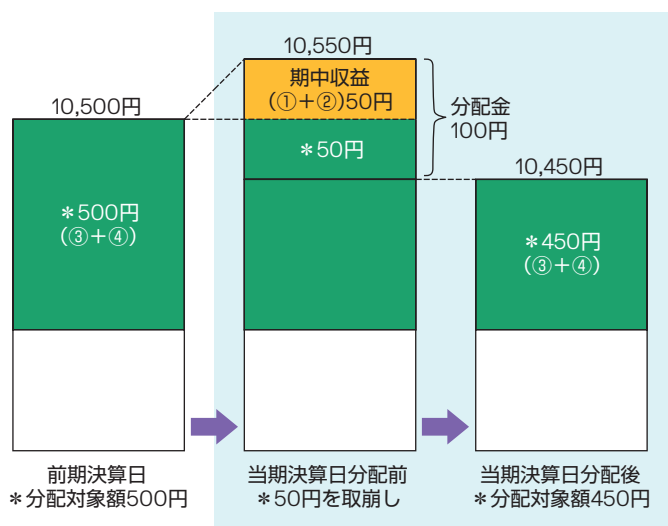 10,500円
＊500円
(③＋④)
前期決算日
＊分配対象額500円
10,550円
期中収益
(①＋②)50円
＊50円
分配金
100円
当期決算日分配前
＊50円を取崩し
10,450円
＊450円
(③＋④)
当期決算日分配後
＊分配対象額450円